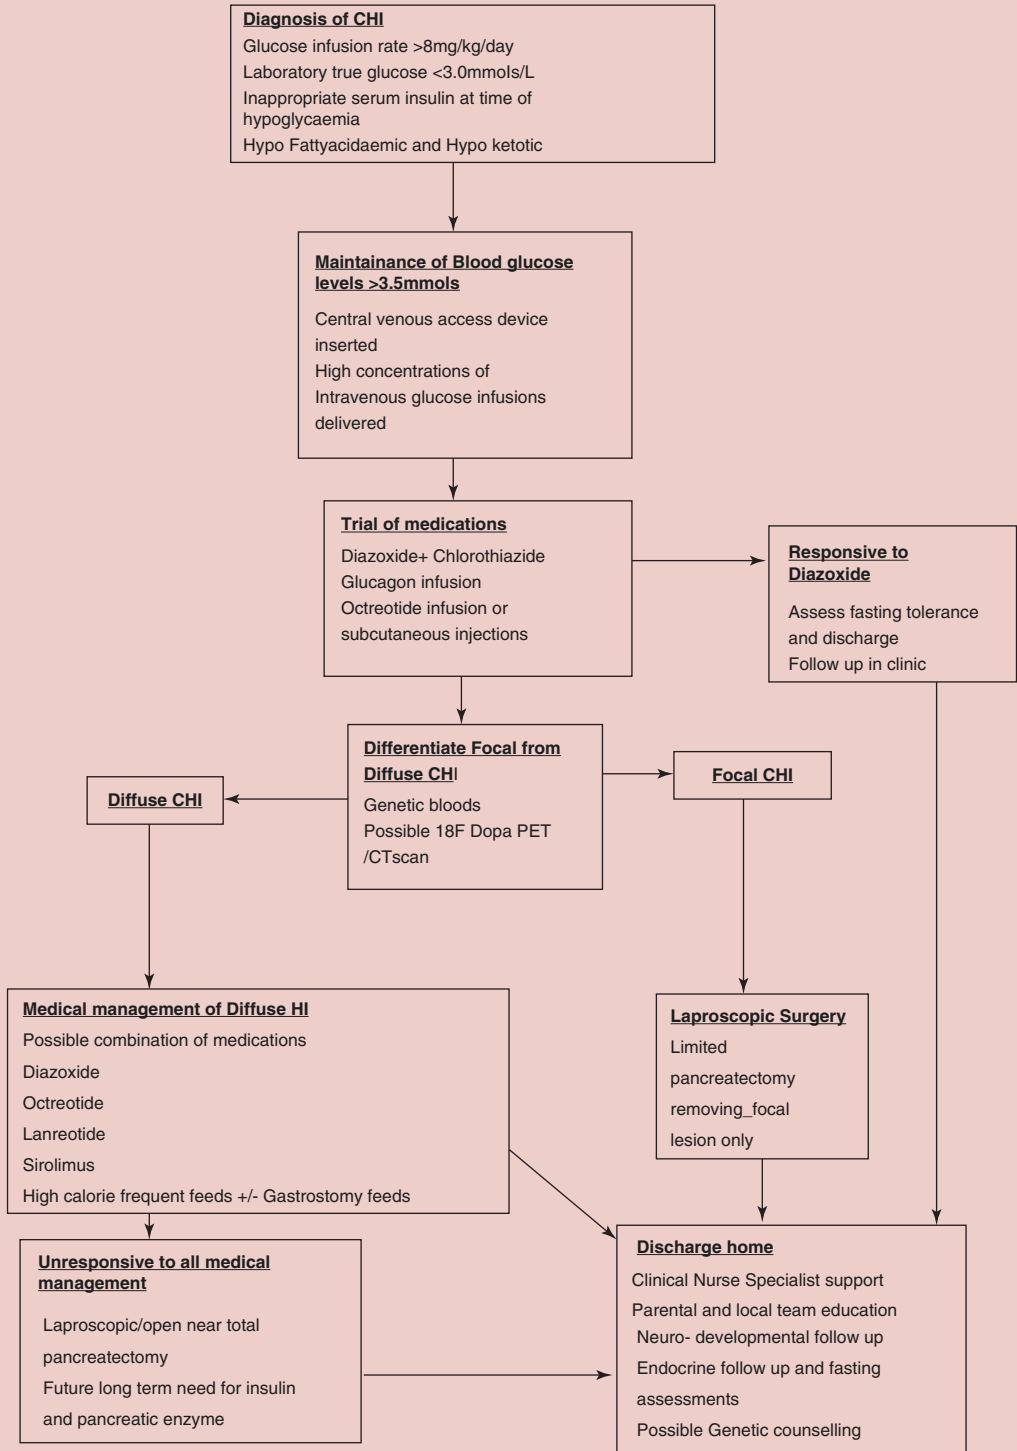 Diagnosis of CHI
Glucose infusion rate >8mg/kg/day
Laboratory true glucose <3.0mmols/L
Inappropriate serum insulin at time of
hypoglycaemia
Hypo Fattyacidaemic and Hypo ketotic
Maintainance of Blood glucose
levels >3.5mmols
Central venous access device
inserted
High concentrations of
Intravenous glucose infusions
delivered
Trial of medications
Diazoxide+ Chlorothiazide
Glucagon infusion
Octreotide infusion or
subcutaneous injections
Responsive to
Diazoxide
Assess fasting tolerance
and discharge
Follow up in clinic
Differentiate Focal from
Diffuse CHI
Genetic bloods
Possible 18F Dopa PET
/CTscan
Focal CHI
Diffuse CHI
Medical management of Diffuse HI
Possible combination of medications
Diazoxide
Octreotide
Lanreotide
Sirolimus
High calorie frequent feeds +/- Gastrostomy feeds
Laproscopic Surgery
Limited
pancreatectomy
removing_focal
lesion only
Unresponsive to all medical
management
Laproscopic/open near total
pancreatectomy
Future long term need for insulin
and pancreatic enzyme
Discharge home
Clinical Nurse Specialist support
Parental and local team education
Neuro- developmental follow up
Endocrine follow up and fasting
assessments
Possible Genetic counselling